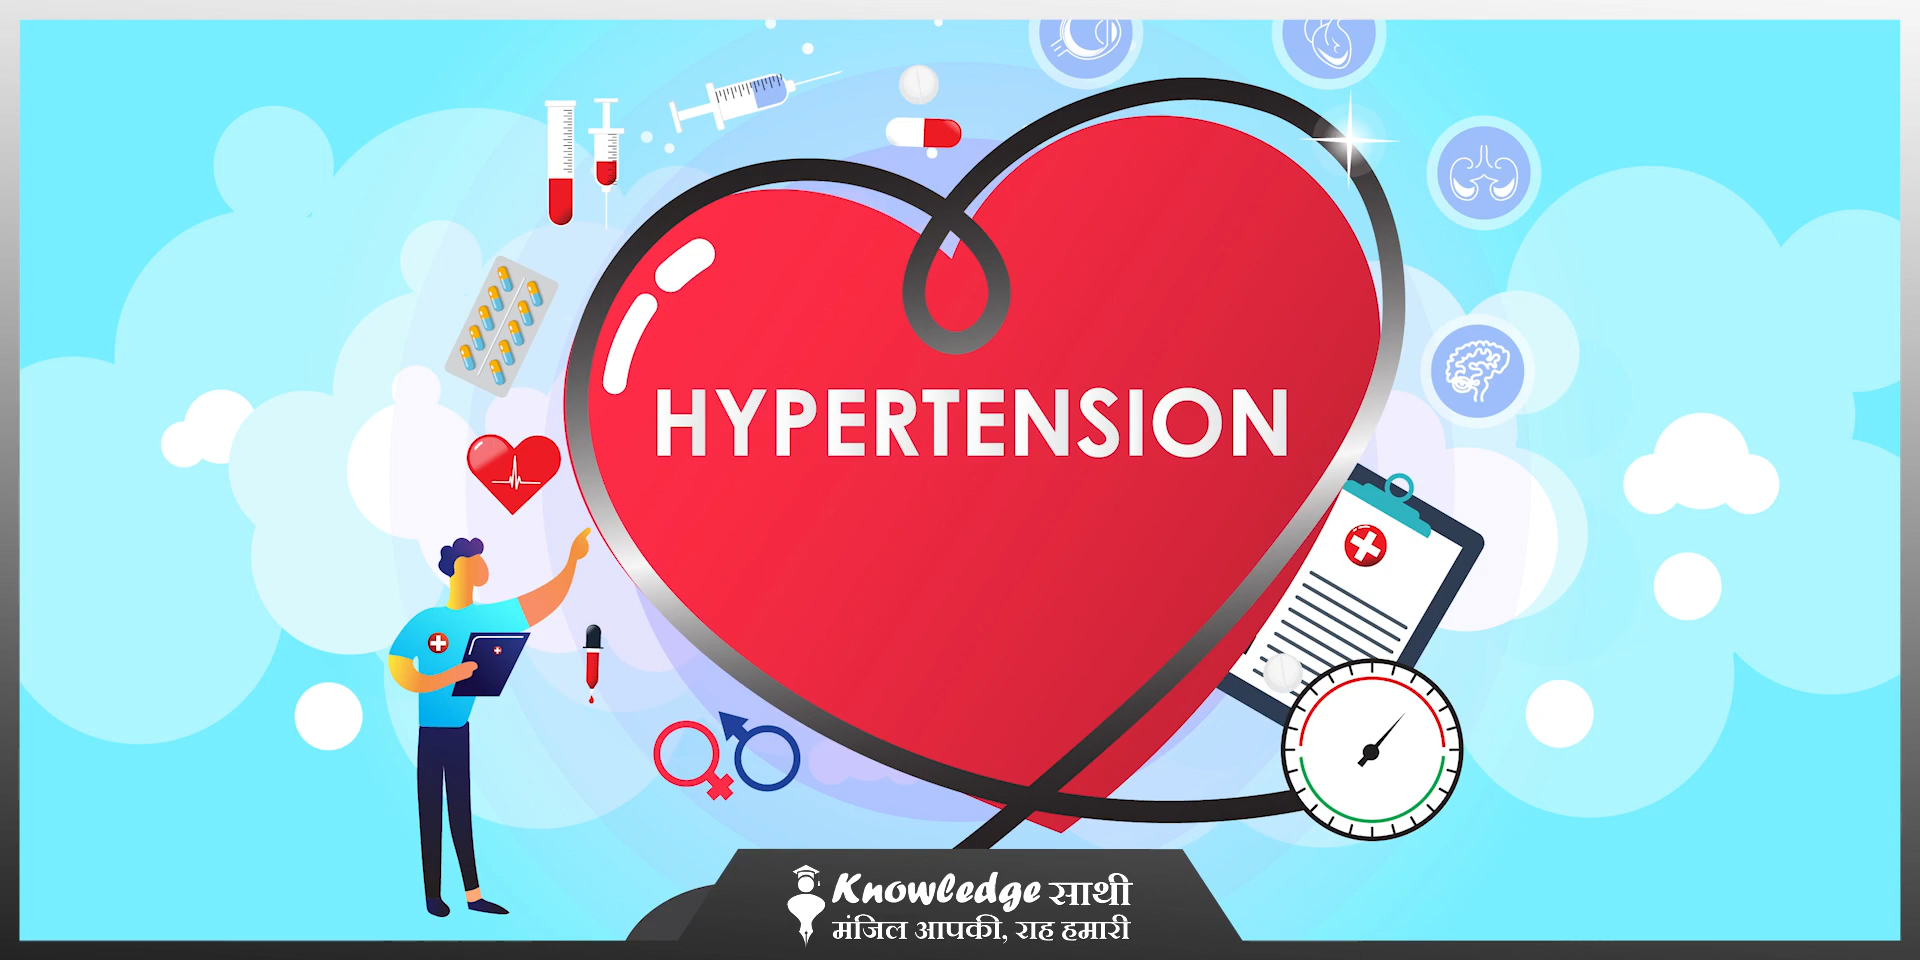 HYPERTENSION
Knowledge साथी
मंजिल आपकी, राह हमारी